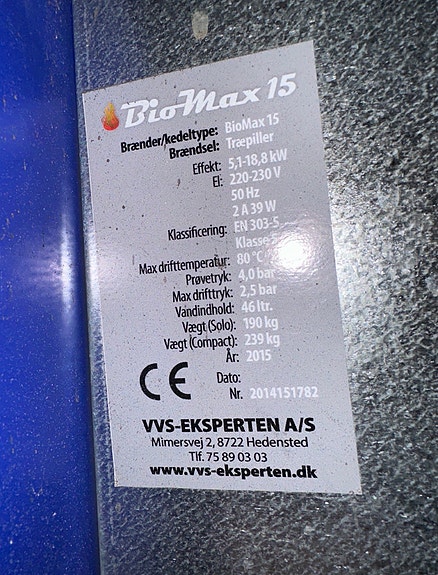 BioMax 15
Brænder/kedeltype: BioMax 15
Brændsel: Træpiller
Effekt: 5,1-18,8 kW
El: 220-230 V
50 Hz
2 A 39 W
Klassificering: EN 303-5
Klasse
Max drifttemperatur: 80 °C
Prøvetryk: 4,0 bar
Max drifttryk: 2,5 bar
Vandindhold: 46 ltr.
Vægt (Solo): 190 kg
Vægt (Compact): 239 kg
År: 2015
CE
Dato:
Nr. 2014151782
VVS-EKSPERTEN A/S
Mimersvej 2, 8722 Hedensted
Tlf. 75 89 03 03
www.vvs-eksperten.dk